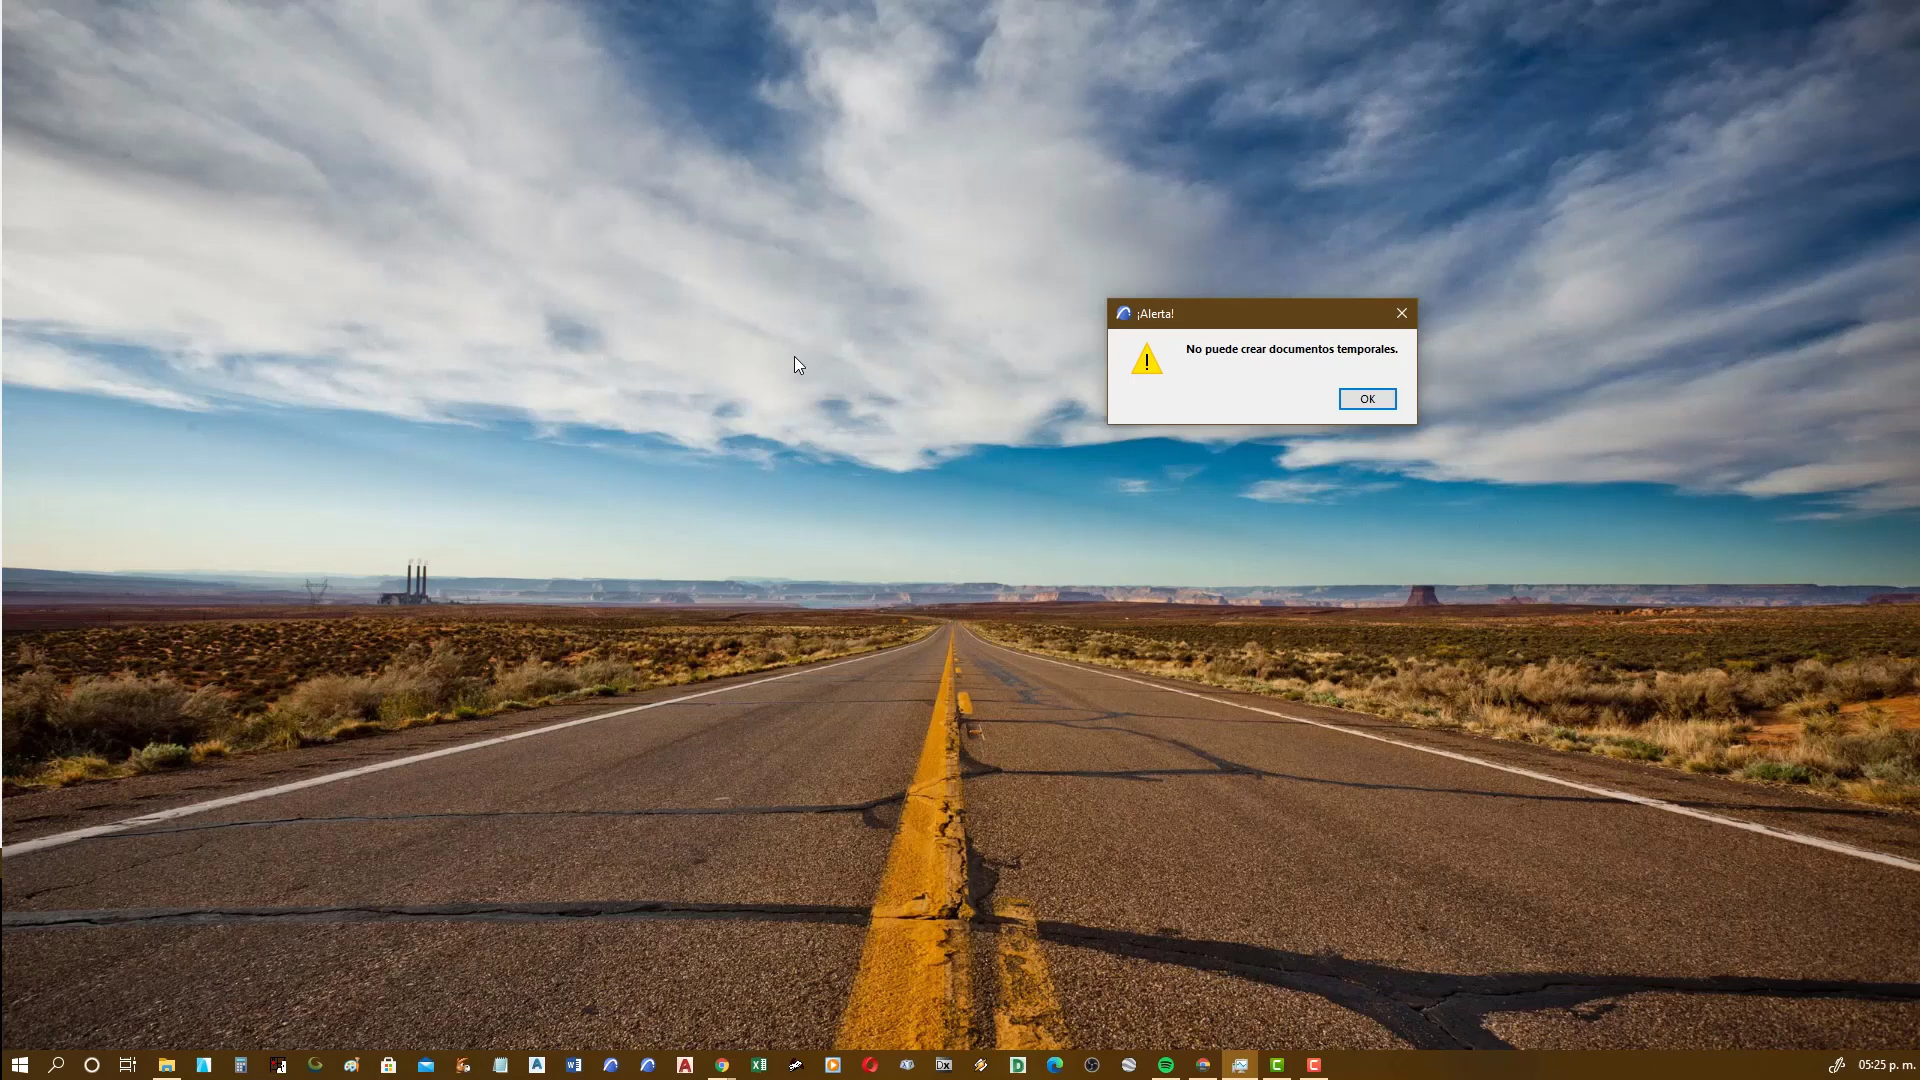 ¡Alerta!
No puede crear documentos temporales.
OK
05:25 p. m.